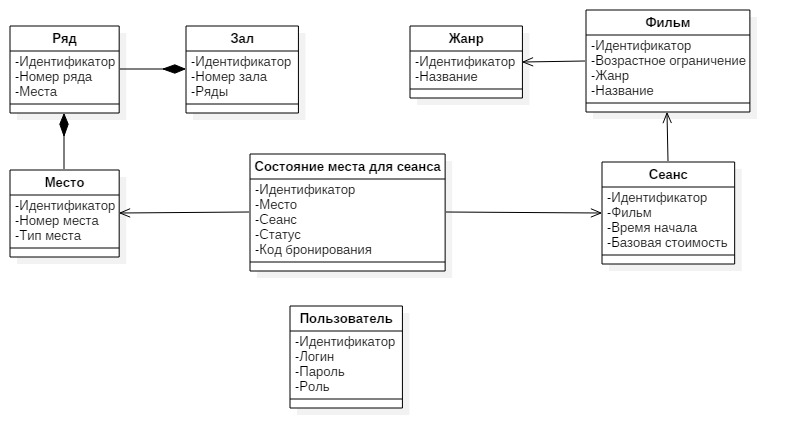 Ряд
-Идентификатор
-Номер ряда
-Места
Зал
-Идентификатор
-Номер зала
-Ряды
Жанр
-Идентификатор
-Название
Фильм
-Идентификатор
-Возрастное ограничение
-Жанр
-Название
Место
-Идентификатор
-Номер места
-Тип места
Состояние места для сеанса
-Идентификатор
-Место
-Сеанс
-Статус
-Код бронирования
Сеанс
-Идентификатор
-Фильм
-Время начала
-Базовая стоимость
Пользователь
-Идентификатор
-Логин
-Пароль
-Роль